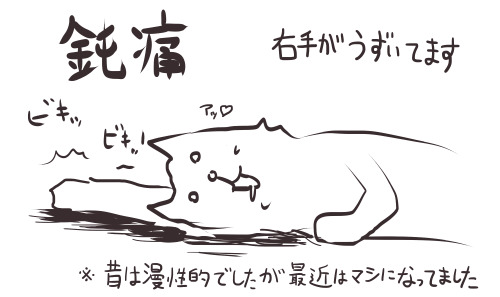 鈍痛
右手がうずいてます
ビキッ
ビキッ
アッ♡
※ 昔は漫性的でしたが最近はマシになってました